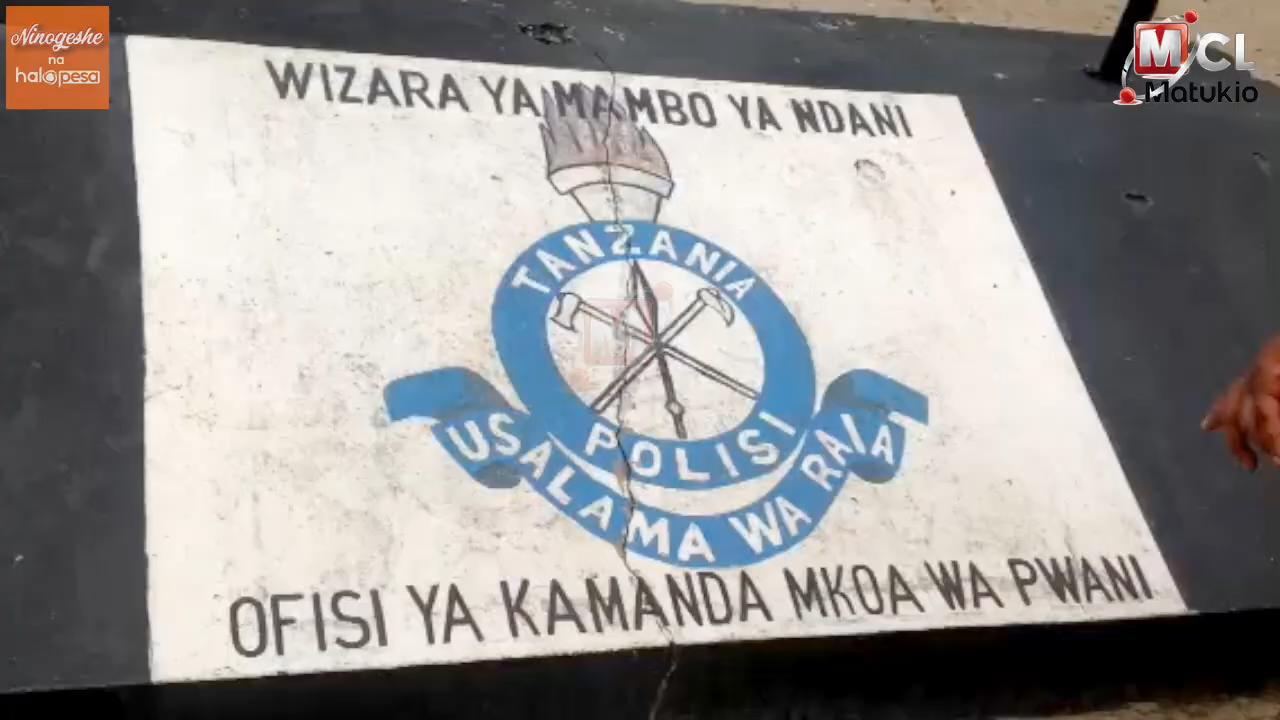 Ninogeshe
na
halopesa
MCL
Matukio
WIZARA YA MAMBO YA NDANI
TANZANIA
POLISI
USALAMA WA RAIA
OFISI YA KAMANDA MKOA WA PWANI